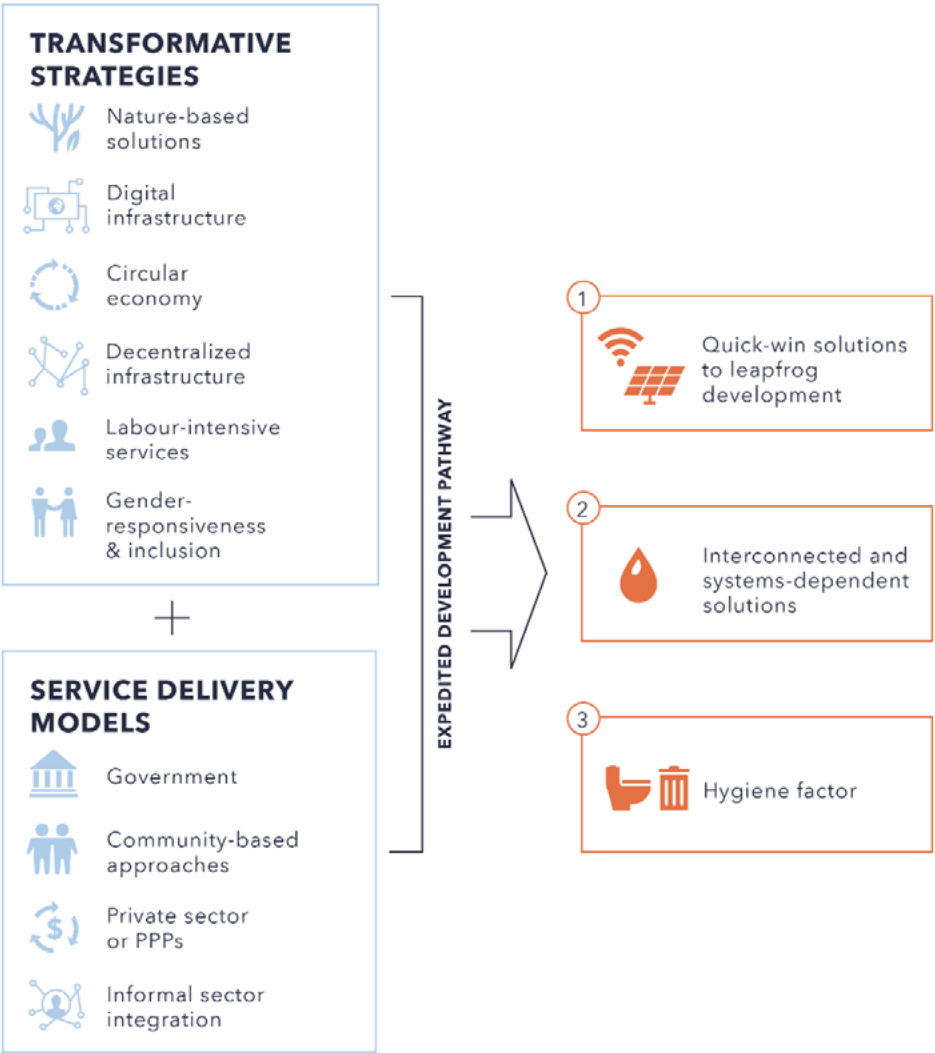 TRANSFORMATIVE
STRATEGIES
Nature-based
solutions
Digital
infrastructure
Circular
economy
Decentralized
infrastructure
Labour-intensive
services
Gender-
responsiveness
& inclusion
+
SERVICE DELIVERY
MODELS
Government
Community-based
approaches
$
Private sector
or PPPs
Informal sector
integration
EXPEDITED DEVELOPMENT PATHWAY
1
Quick-win solutions
to leapfrog
development
2
Interconnected and
systems-dependent
solutions
3
Hygiene factor